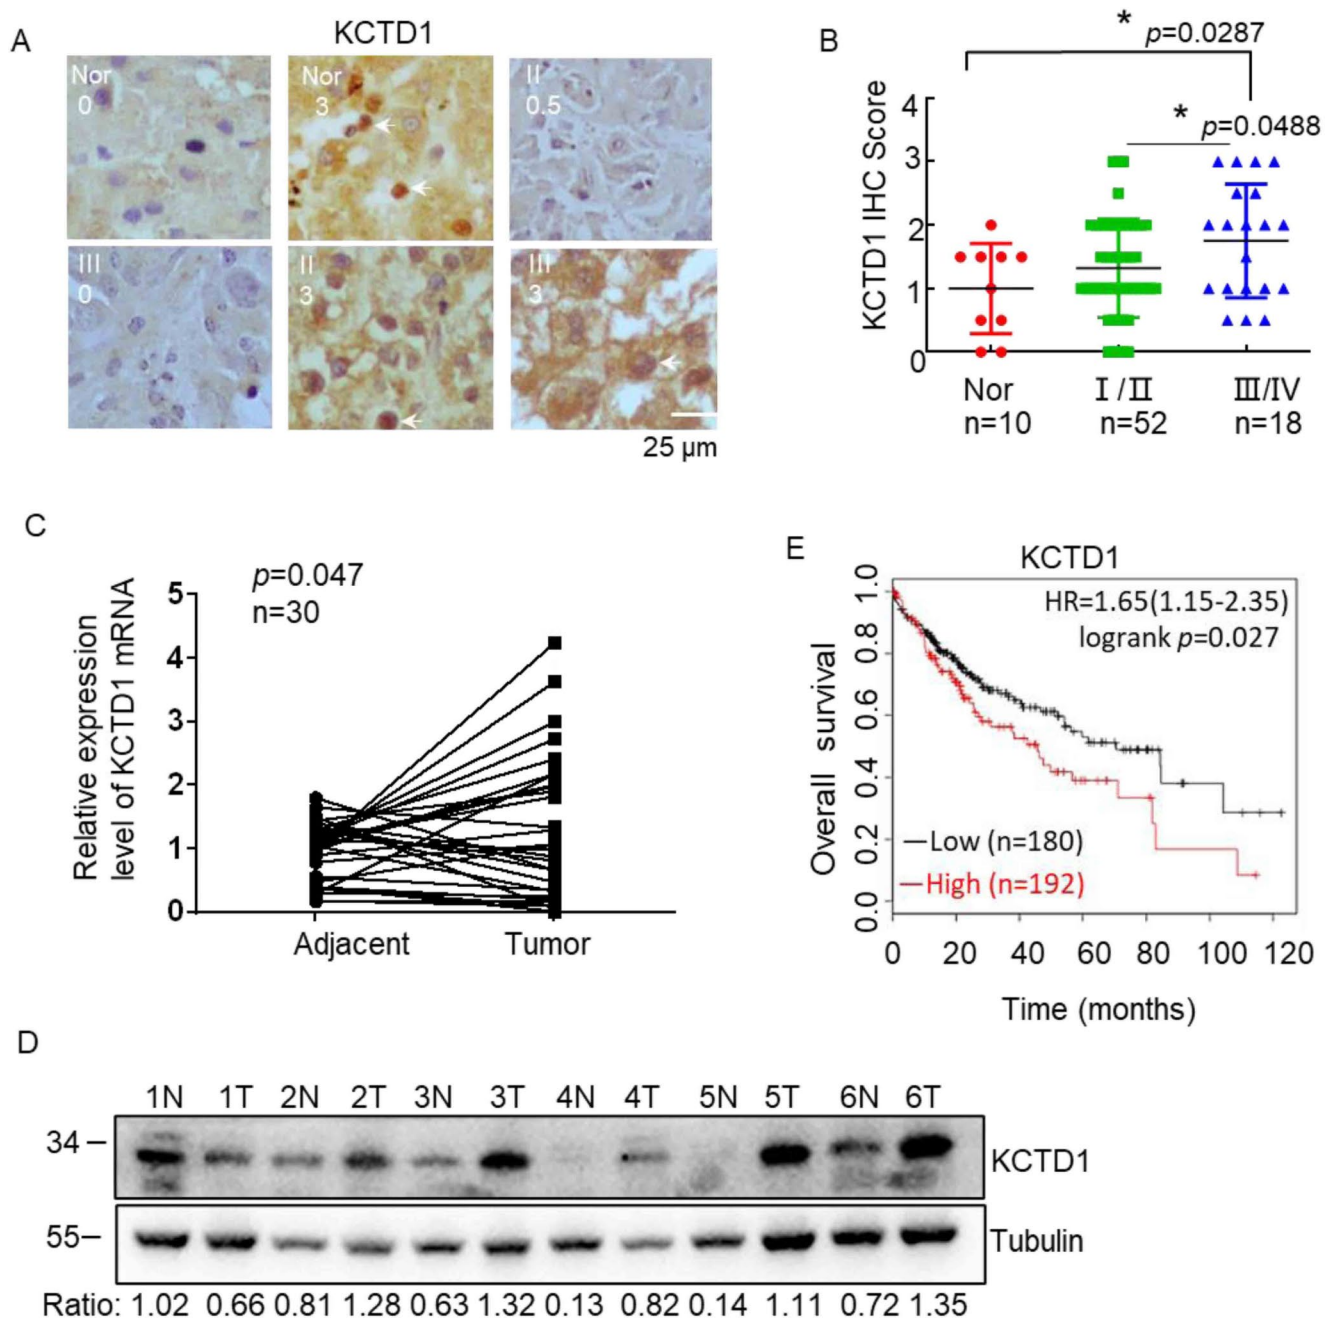 A
KCTD1
Nor
0
Nor
3
II
0.5
III
0
II
3
III
3
25 μm
B
* p=0.0287
* p=0.0488
KCTD1 IHC Score
4
3
2
1
0
Nor
n=10
I/II
n=52
III/IV
n=18
C
p=0.047
n=30
Relative expression
level of KCTD1 mRNA
5
4
3
2
1
0
Adjacent Tumor
E
KCTD1
HR=1.65(1.15-2.35)
logrank p=0.027
Overall survival
1.0
0.8
0.6
0.4
0.2
0.0
Low (n=180)
High (n=192)
0 20 40 60 80 100 120
Time (months)
D
1N 1T 2N 2T 3N 3T 4N 4T 5N 5T 6N 6T
34
KCTD1
55
Tubulin
Ratio: 1.02 0.66 0.81 1.28 0.63 1.32 0.13 0.82 0.14 1.11 0.72 1.35